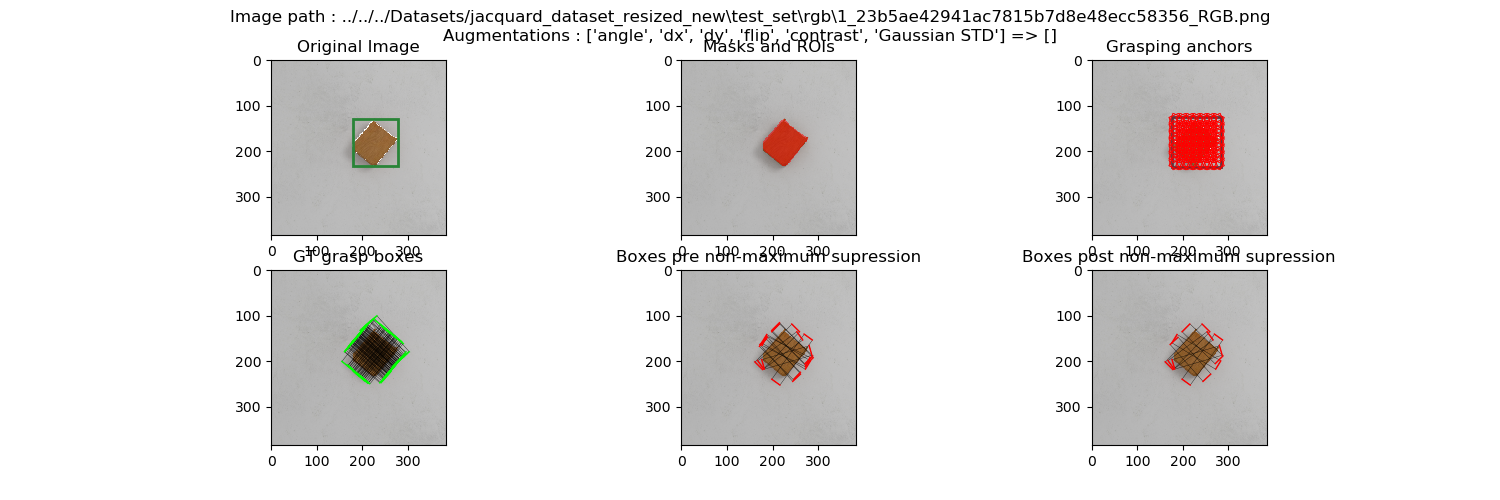 Image path : ../../../Datasets/jacquard_dataset_resized_new\test_set\rgb\1_23b5ae42941ac7815b7d8e48ecc58356_RGB.png
Augmentations : ['angle', 'dx', 'dy', 'flip', 'contrast', 'Gaussian STD'] => []
Original Image
Masks and ROIs
Grasping anchors
0
100
200
300
0 100 200 300
0
100
200
300
0 100 200 300
0
100
200
300
0 100 200 300
GT grasp boxes
Boxes pre non-maximum supression
Boxes post non-maximum supression
0
100
200
300
0 100 200 300
0
100
200
300
0 100 200 300
0
100
200
300
0 100 200 300